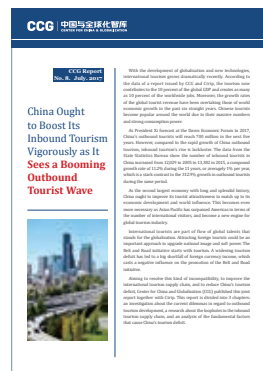 CCG 中国与全球化智库
CENTER FOR CHINA & GLOBALIZATION
CCG Report
No. 8. July. 2017
China Ought
to Boost Its
Inbound Tourism
Vigorously as It
Sees a Booming
Outbound
Tourist Wave
With the development of globalization and new technologies,
international tourism grows dramatically recently. According to
the data of a report issued by CCG and Ctrip, the tourism now
contributes to the 10 percent of the global GDP and creates as many
as 10 percent of the worldwide jobs. Moreover, the growth rates
of the global tourist revenue have been overtaking those of world
economic growth in the past six straight years. Chinese tourists
become popular around the world due to their massive numbers
and strong consumption power.
As President Xi forecast at the Davos Economic Forum in 2017,
China's outbound tourists will reach 700 million in the next five
years. However, compared to the rapid growth of China outbound
tourism, inbound tourism's rise is lackluster. The data from the
State Statistics Bureau show the number of inbound tourists in
China increased from 12,029 in 2005 to 13,382 in 2015, a compound
growth rate of 11.2% during the 11 years, or averagely 1% per year,
which is a stark contrast to the 312.9% growth in outbound tourists
during the same period.
As the second largest economy with long and splendid history,
China ought to improve its tourist attractiveness to match up to its
economic development and world influence. This becomes even
more necessary as Asian-Pacific has surpassed Americas in terms of
the number of international visitors, and become a new engine for
global tourism industry.
International tourists are part of flow of global talents that
stands for the globalization. Attracting foreign tourists could be an
important approach to upgrade national image and soft power. The
Belt and Road initiative starts with tourism. A widening tourism
deficit has led to a big shortfall of foreign currency income, which
casts a negative influence on the promotion of the Belt and Road
initiative.
Aiming to resolve this kind of incompatibility, to improve the
international tourism supply chain, and to reduce China's tourism
deficit, Center for China and Globalization (CCG) published this joint
report together with Ctrip. This report is divided into 3 chapters:
an investigation about the current dilemmas in regard to outbound
tourism development, a research about the loopholes in the inbound
tourism supply chain, and an analysis of the fundamental factors
that cause China's tourism deficit.